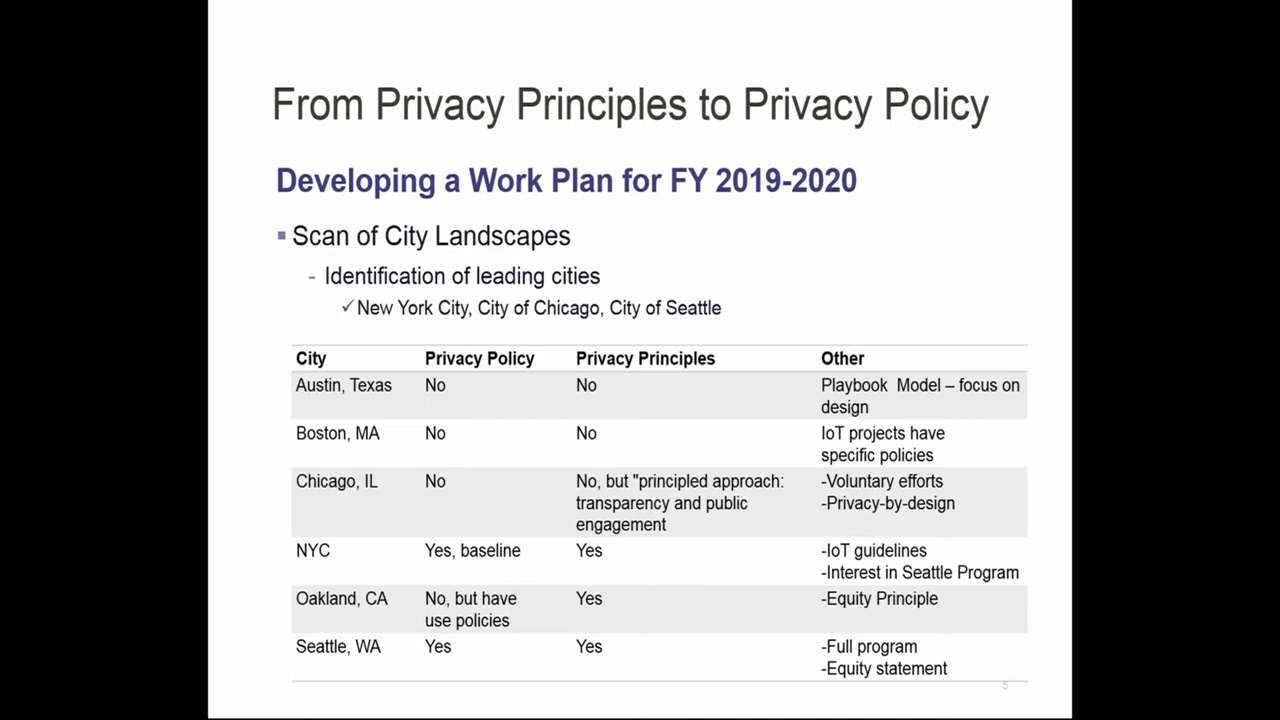 From Privacy Principles to Privacy Policy
Developing a Work Plan for FY 2019-2020
▪ Scan of City Landscapes
- Identification of leading cities
✓ New York City, City of Chicago, City of Seattle
City Privacy Policy Privacy Principles Other
Austin, Texas No No Playbook Model – focus on
design
Boston, MA No No IoT projects have
specific policies
Chicago, IL No No, but "principled approach: -Voluntary efforts
transparency and public -Privacy-by-design
engagement
NYC Yes, baseline Yes -IoT guidelines
-Interest in Seattle Program
Oakland, CA No, but have Yes -Equity Principle
use policies
Seattle, WA Yes Yes -Full program
-Equity statement
5